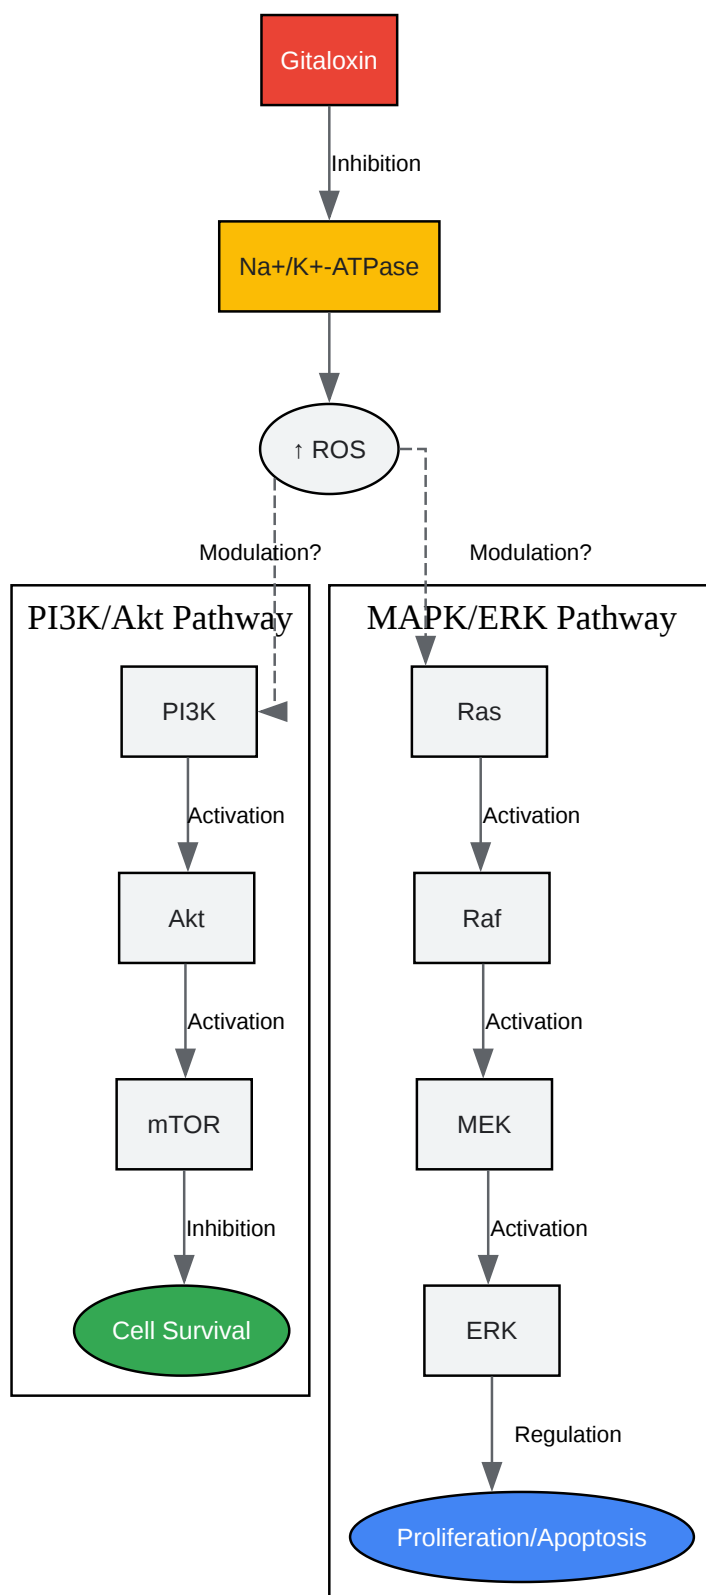 Gitaloxin
Inhibition
Na+/K+-ATPase
↑ ROS
Modulation?
Modulation?
PI3K/Akt Pathway
MAPK/ERK Pathway
PI3K
Ras
Activation
Activation
Akt
Raf
Activation
Activation
mTOR
MEK
Inhibition
Activation
Cell Survival
ERK
Regulation
Proliferation/Apoptosis